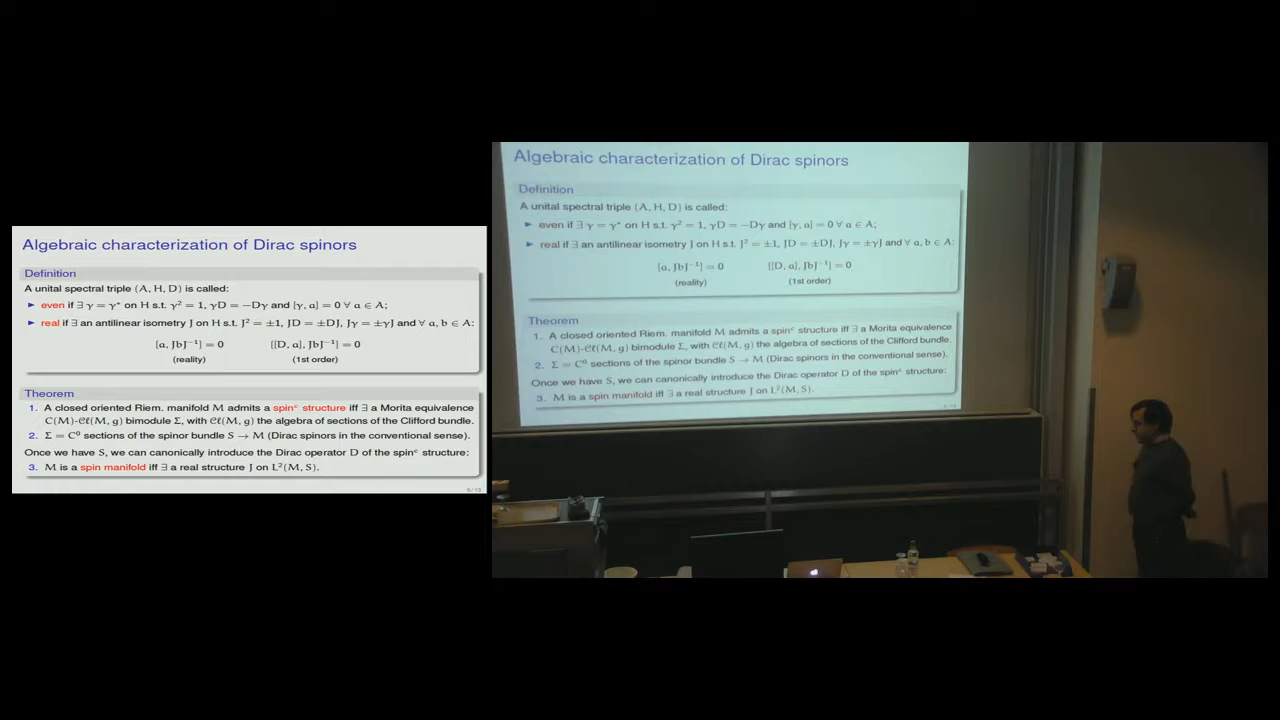 Algebraic characterization of Dirac spinors
Definition
A unital spectral triple (A, H, D) is called:
► even if ∃ γ = γ* on H s.t. γ² = 1, γD = −Dγ and [γ, a] = 0 ∀ a ∈ A;
► real if ∃ an antilinear isometry J on H s.t. J² = ±1, JD = ±DJ, Jγ = ±γJ and ∀ a, b ∈ A:
[a, JbJ⁻¹] = 0 [[D, a], JbJ⁻¹] = 0
(reality) (1st order)
Theorem
1. A closed oriented Riem. manifold M admits a spinᶜ structure iff ∃ a Morita equivalence
C(M)-𝒞ℓ(M, g) bimodule Σ, with 𝒞ℓ(M, g) the algebra of sections of the Clifford bundle.
2. Σ = C⁰ sections of the spinor bundle S → M (Dirac spinors in the conventional sense).
Once we have S, we can canonically introduce the Dirac operator D of the spinᶜ structure:
3. M is a spin manifold iff ∃ a real structure J on L²(M, S).
5 / 13
Algebraic characterization of Dirac spinors
Definition
A unital spectral triple (A, H, D) is called:
► even if ∃ γ = γ* on H s.t. γ² = 1, γD = −Dγ and [γ, a] = 0 ∀ a ∈ A;
► real if ∃ an antilinear isometry J on H s.t. J² = ±1, JD = ±DJ, Jγ = ±γJ and ∀ a, b ∈ A:
[a, JbJ⁻¹] = 0 [[D, a], JbJ⁻¹] = 0
(reality) (1st order)
Theorem
1. A closed oriented Riem. manifold M admits a spinᶜ structure iff ∃ a Morita equivalence
C(M)-𝒞ℓ(M, g) bimodule Σ, with 𝒞ℓ(M, g) the algebra of sections of the Clifford bundle.
2. Σ = C⁰ sections of the spinor bundle S → M (Dirac spinors in the conventional sense).
Once we have S, we can canonically introduce the Dirac operator D of the spinᶜ structure:
3. M is a spin manifold iff ∃ a real structure J on L²(M, S).